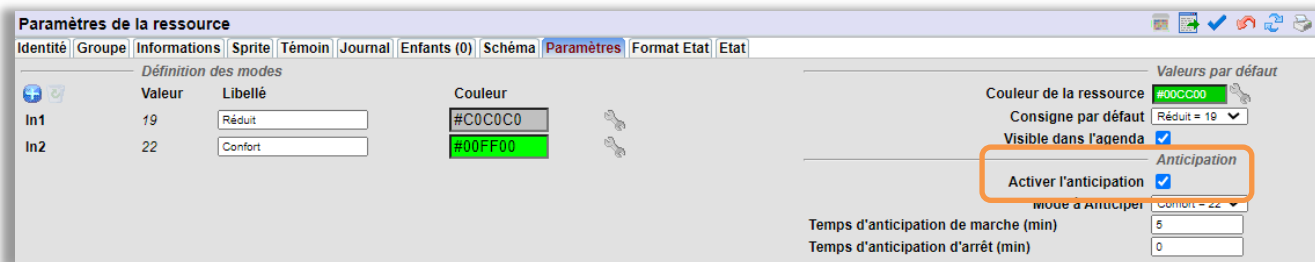 Paramètres de la ressource
Identité Groupe Informations Sprite Témoin Journal Enfants (0) Schéma Paramètres Format Etat Etat
Définition des modes
Valeur Libellé Couleur
In1 19 Réduit #C0C0C0
In2 22 Confort #00FF00
Valeurs par défaut
Couleur de la ressource #00CC00
Consigne par défaut Réduit = 19
Visible dans l'agenda
Anticipation
Activer l'anticipation
Mode à Anticiper Confort = 22
Temps d'anticipation de marche (min) 5
Temps d'anticipation d'arrêt (min) 0